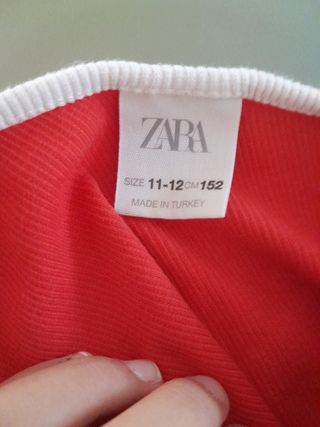 ZARA
SIZE 11-12 CM 152
MADE IN TURKEY